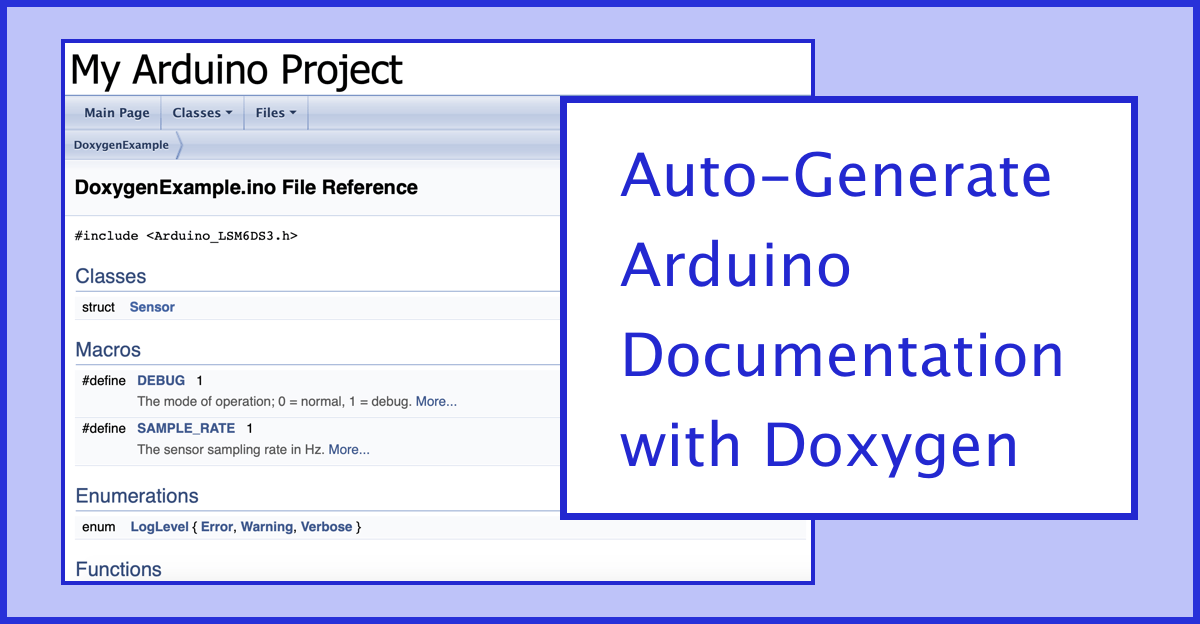 My Arduino Project
Main Page Classes Files
DoxygenExample
DoxygenExample.ino File Reference
#include <Arduino_LSM6DS3.h>
Classes
struct Sensor
Macros
#define DEBUG 1
The mode of operation; 0 = normal, 1 = debug. More...
#define SAMPLE_RATE 1
The sensor sampling rate in Hz. More...
Enumerations
enum LogLevel { Error, Warning, Verbose }
Functions
Auto-Generate
Arduino
Documentation
with Doxygen